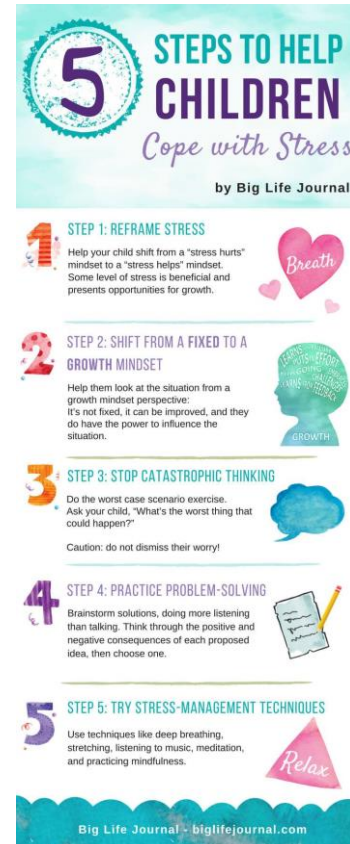 5
STEPS TO HELP
CHILDREN
Cope with Stress
by Big Life Journal
1
STEP 1: REFRAME STRESS
Help your child shift from a “stress hurts”
mindset to a “stress helps” mindset.
Some level of stress is beneficial and
presents opportunities for growth.
Breath
2
STEP 2: SHIFT FROM A FIXED TO A
GROWTH MINDSET
Help them look at the situation from a
growth mindset perspective:
It's not fixed, it can be improved, and they
do have the power to influence the
situation.
EFFORT
GROWTH
3
STEP 3: STOP CATASTROPHIC THINKING
Do the worst case scenario exercise.
Ask your child, “What's the worst thing that
could happen?”
Caution: do not dismiss their worry!
4
STEP 4: PRACTICE PROBLEM-SOLVING
Brainstorm solutions, doing more listening
than talking. Think through the positive and
negative consequences of each proposed
idea, then choose one.
5
STEP 5: TRY STRESS-MANAGEMENT TECHNIQUES
Use techniques like deep breathing,
stretching, listening to music, meditation,
and practicing mindfulness.
Relax
Big Life Journal - biglifejournal.com